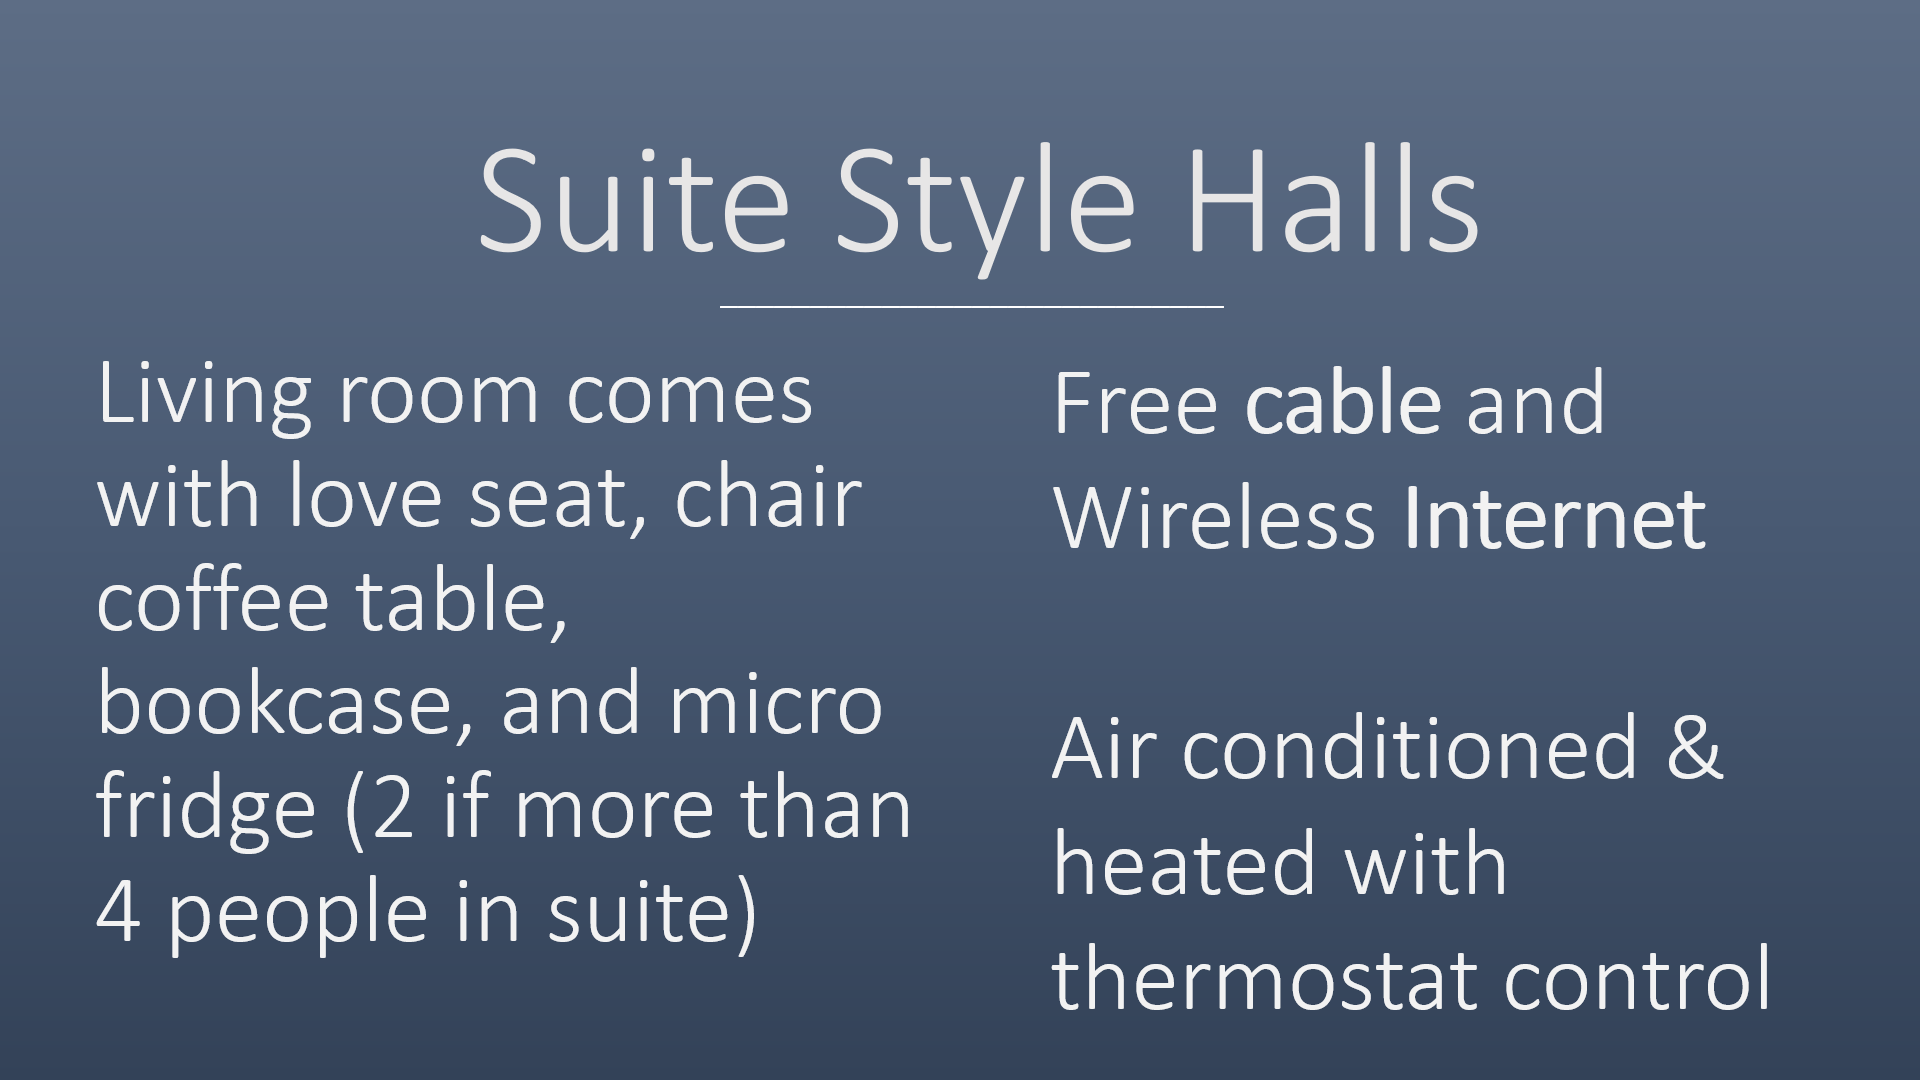 Suite Style Halls
Living room comes
with love seat, chair
coffee table,
bookcase, and micro
fridge (2 if more than
4 people in suite)
Free cable and
Wireless Internet
Air conditioned &
heated with
thermostat control